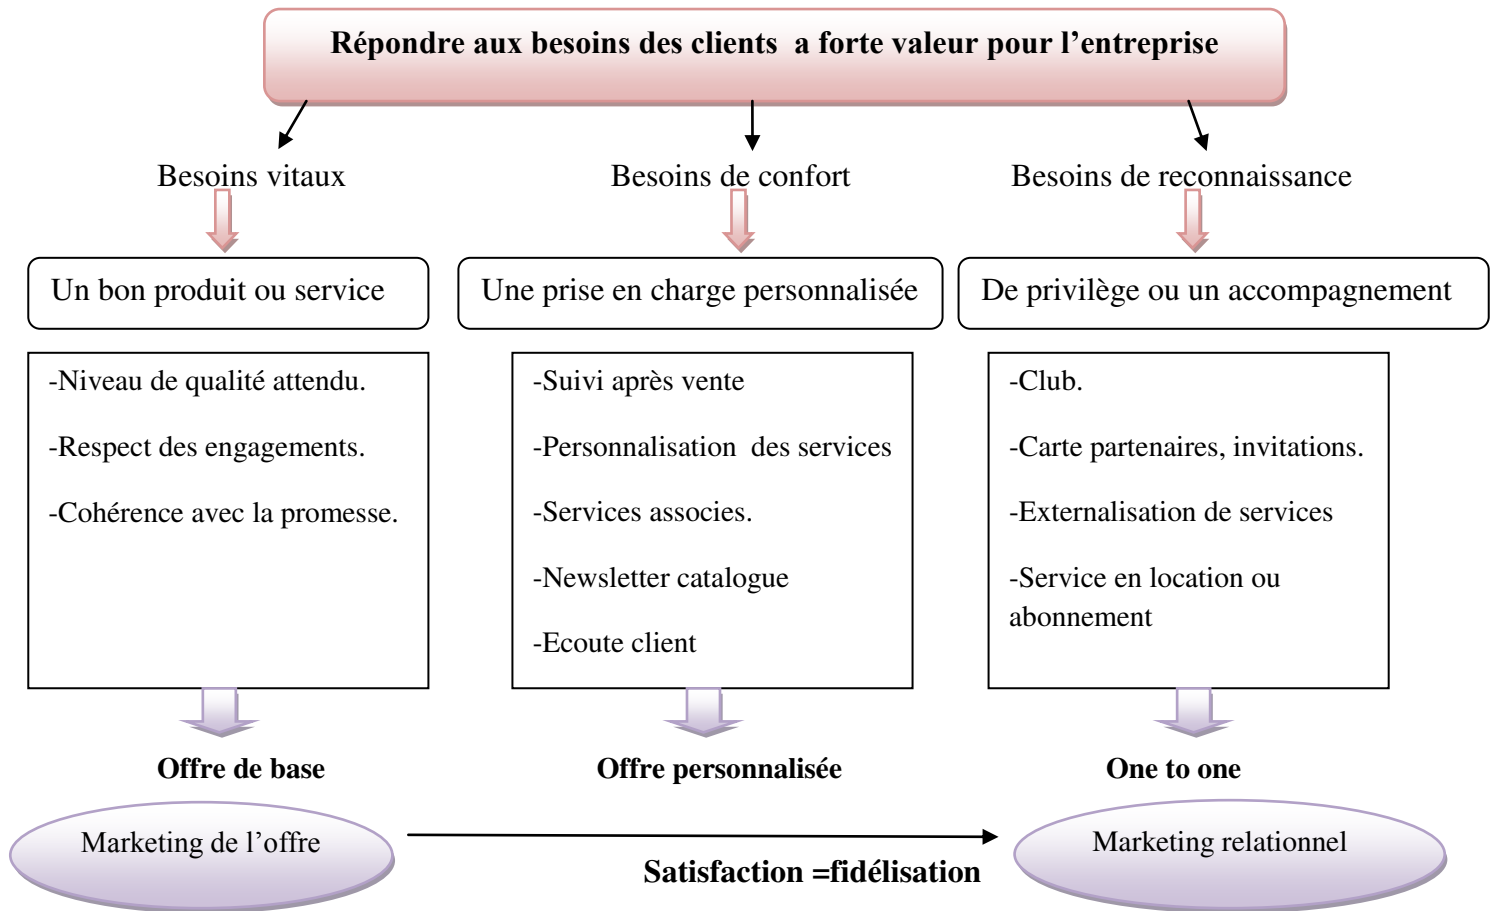 Répondre aux besoins des clients a forte valeur pour l’entreprise
Besoins vitaux
Besoins de confort
Besoins de reconnaissance
Un bon produit ou service
Une prise en charge personnalisée
De privilège ou un accompagnement
-Niveau de qualité attendu.
-Respect des engagements.
-Cohérence avec la promesse.
-Suivi après vente
-Personnalisation des services
-Services associes.
-Newsletter catalogue
-Ecoute client
-Club.
-Carte partenaires, invitations.
-Externalisation de services
-Service en location ou
abonnement
Offre de base
Offre personnalisée
One to one
Marketing de l’offre
Satisfaction =fidélisation
Marketing relationnel